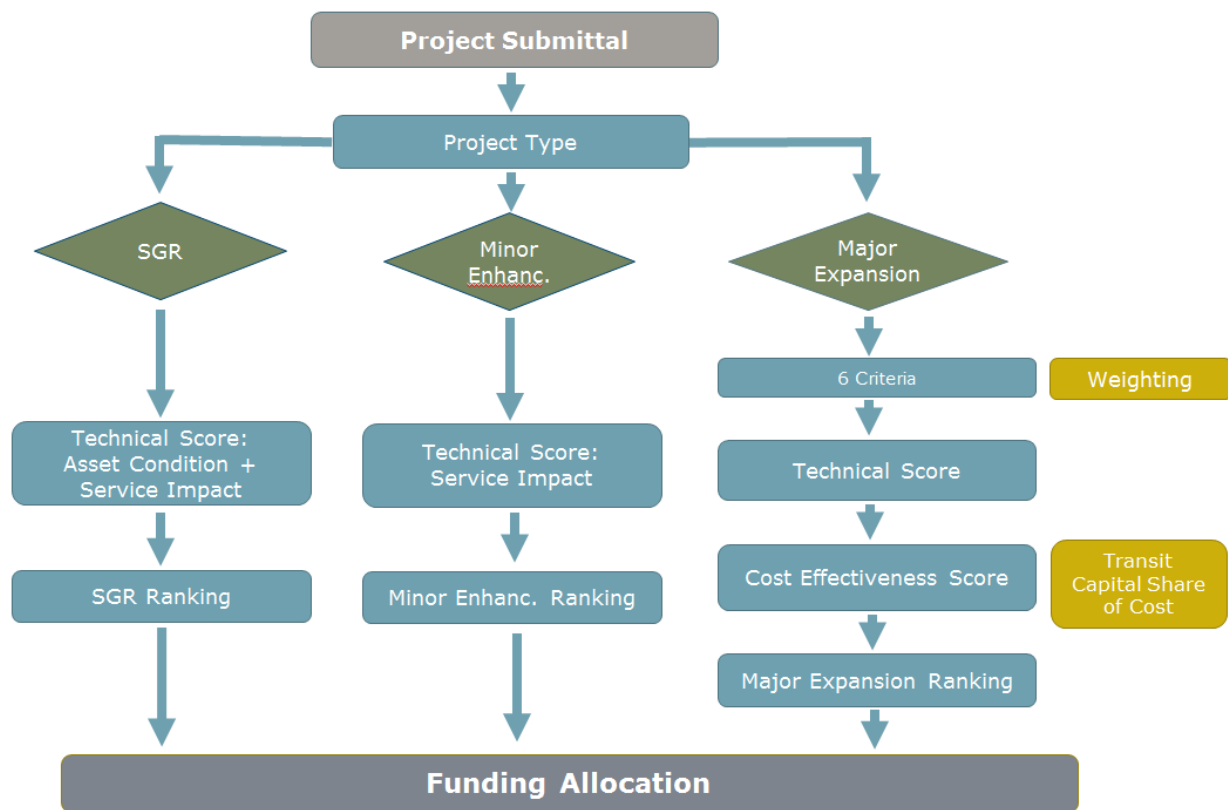 Project Submittal
Project Type
SGR
Minor
Enhanc.
Major
Expansion
6 Criteria
Weighting
Technical Score:
Asset Condition +
Service Impact
Technical Score:
Service Impact
Technical Score
Cost Effectiveness Score
Transit
Capital Share
of Cost
SGR Ranking
Minor Enhanc. Ranking
Major Expansion Ranking
Funding Allocation